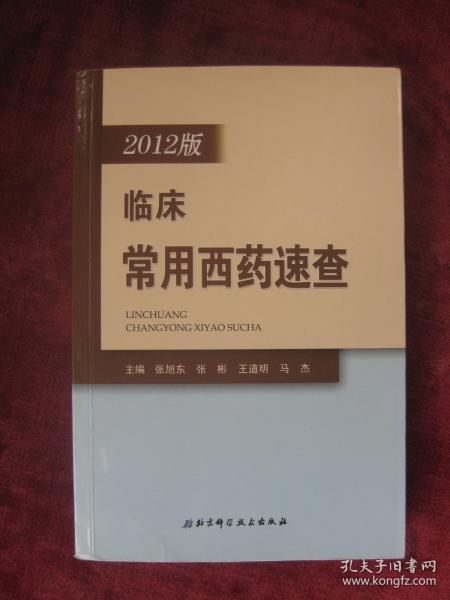 2012版
临床
常用西药速查
LINCHUANG
CHANGYONG XIYAO SUCHA
主编 张旭东 张 彬 王道明 马 杰
北京科学技术出版社
孔夫子旧书网
www.kongfz.com